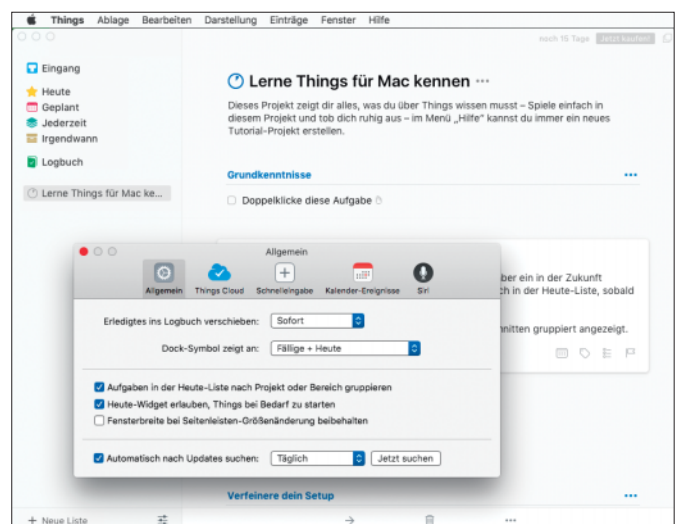 Things Ablage Bearbeiten Darstellung Einträge Fenster Hilfe
noch 15 Tage Jetzt kaufen!
Eingang
Heute
Geplant
Jederzeit
Irgendwann
Logbuch
Lerne Things für Mac ke...
Lerne Things für Mac kennen ···
Dieses Projekt zeigt dir alles, was du über Things wissen
musst – Spiele einfach in
diesem Projekt und tob dich ruhig aus – im Menü „Hilfe“ kannst du immer ein neues
Tutorial-Projekt erstellen.
Grundkenntnisse ···
Doppelklicke diese Aufgabe
ber ein in der Zukunft
ch in der Heute-Liste, sobald
nitten gruppiert angezeigt.
Allgemein
Allgemein Things Cloud Schnelleingabe Kalender-Ereignisse Siri
Erledigtes ins Logbuch verschieben: Sofort
Dock-Symbol zeigt an: Fällige + Heute
Aufgaben in der Heute-Liste nach Projekt oder Bereich gruppieren
Heute-Widget erlauben, Things bei Bedarf zu starten
Fensterbreite bei Seitenleisten-Größenänderung beibehalten
Automatisch nach Updates suchen: Täglich Jetzt suchen
Verfeinere dein Setup ···
+ Neue Liste